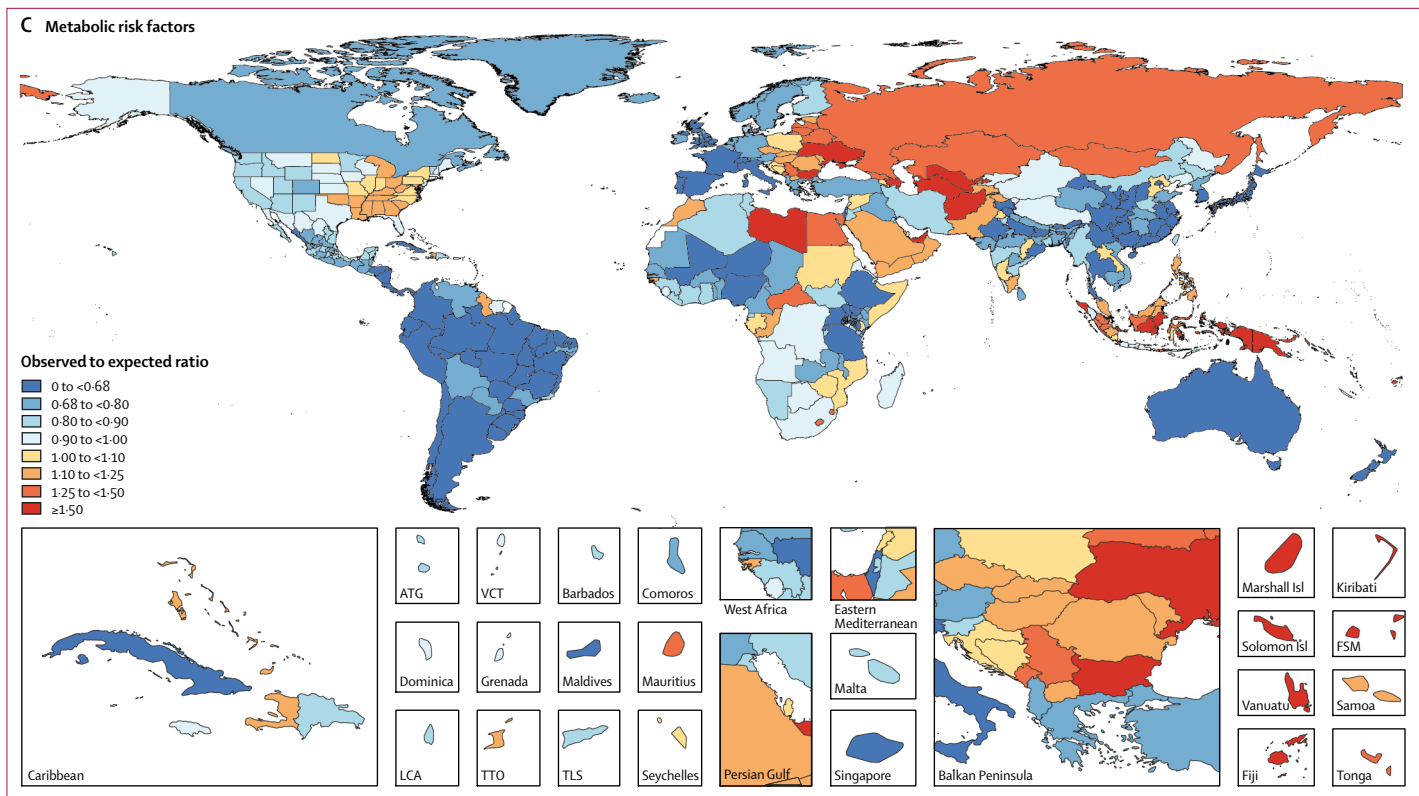 C Metabolic risk factors
Observed to expected ratio
0 to <0·68
0·68 to <0·80
0·80 to <0·90
0·90 to <1·00
1·00 to <1·10
1·10 to <1·25
1·25 to <1·50
≥1·50
Caribbean
ATG
VCT
Barbados
Comoros
Dominica
Grenada
Maldives
Mauritius
LCA
TTO
TLS
Seychelles
West Africa
Eastern
Mediterranean
Persian Gulf
Malta
Singapore
Balkan Peninsula
Marshall Isl
Kiribati
Solomon Isl
FSM
Vanuatu
Samoa
Fiji
Tonga